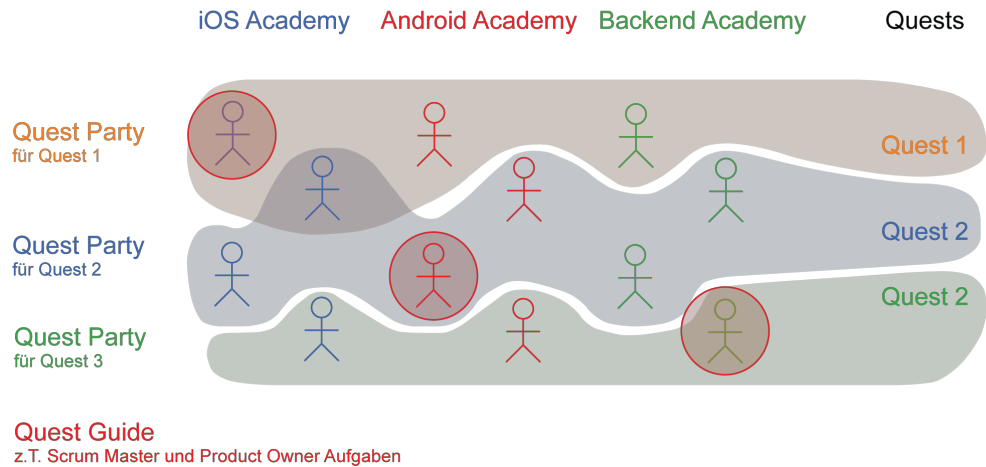 iOS Academy Android Academy Backend Academy Quests
Quest Party
für Quest 1
Quest 1
Quest Party
für Quest 2
Quest 2
Quest 2
Quest Party
für Quest 3
Quest Guide
z.T. Scrum Master und Product Owner Aufgaben